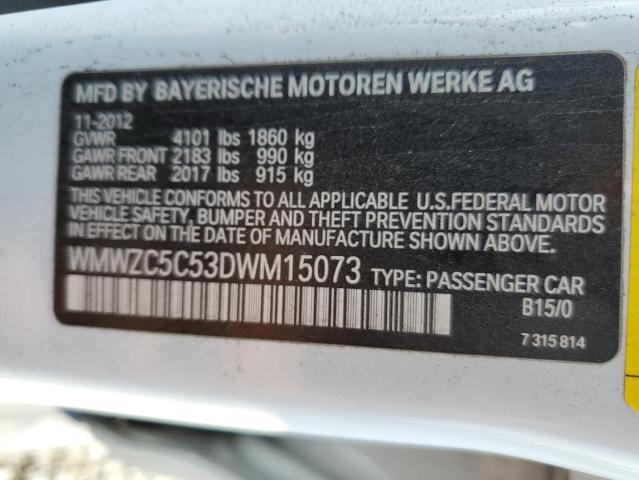 MFD BY BAYERISCHE MOTOREN WERKE AG
11-2012
GVWR 4101 lbs 1860 kg
GAWR FRONT 2183 lbs 990 kg
GAWR REAR 2017 lbs 915 kg
THIS VEHICLE CONFORMS TO ALL APPLICABLE U.S.FEDERAL MOTOR
VEHICLE SAFETY, BUMPER AND THEFT PREVENTION STANDARDS
IN EFFECT ON THE DATE OF MANUFACTURE SHOWN ABOVE.
WMWZC5C53DWM15073 TYPE: PASSENGER CAR
B15/0
7 315 814